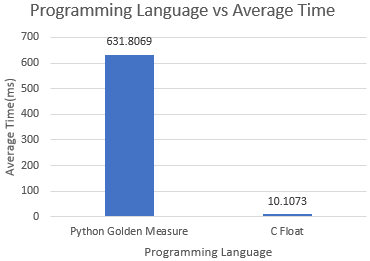 Programming Language vs Average Time
700
631.8069
600
500
400
300
200
100
10.1073
0
Average Time(ms)
Python Golden Measure
C Float
Programming Language